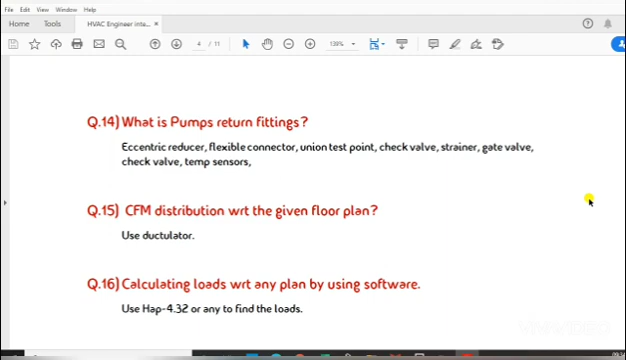 File Edit View Window Help
Home Tools HVAC Engineer inte... ×
4 / 11 139%
Q.14) What is Pumps return fittings?
Eccentric reducer, flexible connector, union test point, check valve, strainer, gate valve,
check valve, temp sensors,
Q.15) CFM distribution wrt the given floor plan?
Use ductulator.
Q.16) Calculating loads wrt any plan by using software.
Use Hap-4.32 or any to find the loads.